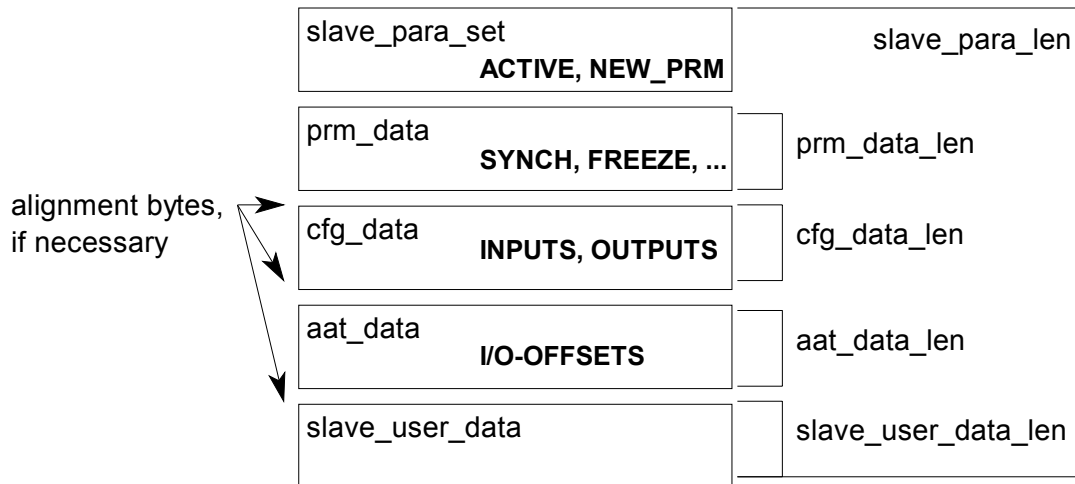 slave_para_set
slave_para_len
ACTIVE, NEW_PRM
prm_data
prm_data_len
SYNCH, FREEZE, ...
alignment bytes,
if necessary
cfg_data
cfg_data_len
INPUTS, OUTPUTS
aat_data
aat_data_len
I/O-OFFSETS
slave_user_data
slave_user_data_len